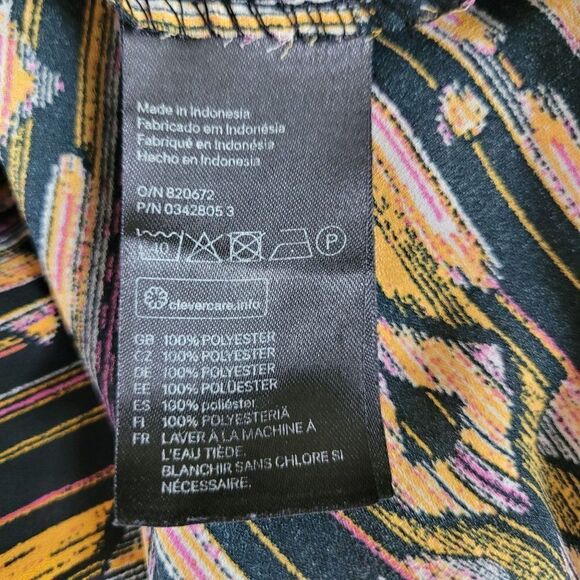 Made in Indonesia
Fabricado em Indonésia
Fabriqué en Indonésie
Hecho en Indonesia
O/N 820672
P/N 0342805 3
40 P
clevercare.info
GB 100% POLYESTER
CZ 100% POLYESTER
DE 100% POLYESTER
EE 100% POLÜESTER
ES 100% poliéster
FI 100% POLYESTERIÄ
FR LAVER À LA MACHINE À
L'EAU TIÈDE.
BLANCHIR SANS CHLORE SI
NÉCESSAIRE.